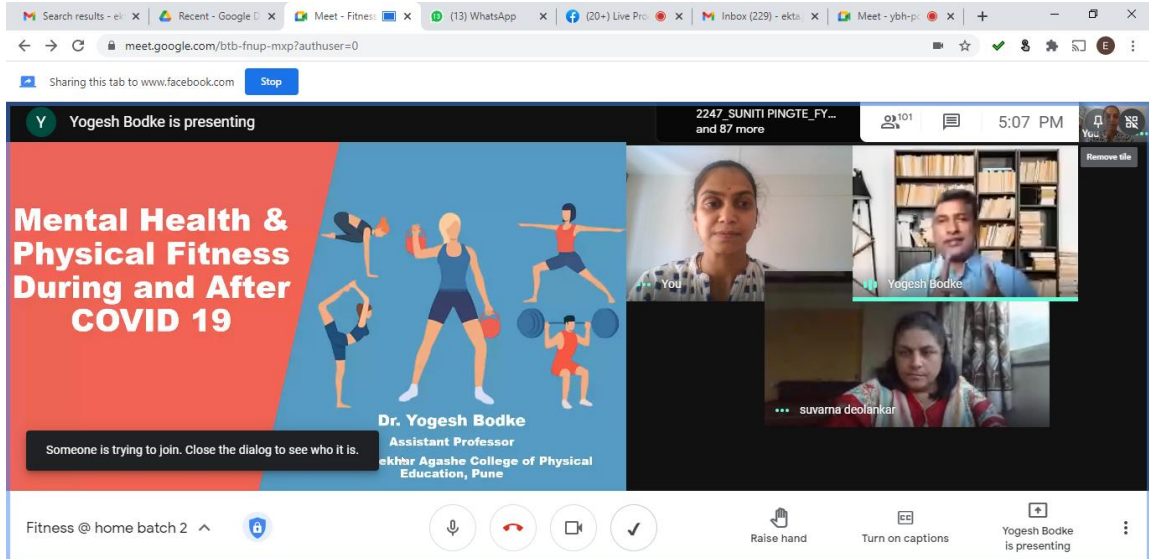 Search results - ek
Recent - Google D
Meet - Fitness
(13) WhatsApp
(20+) Live Pro
Inbox (229) - ekta
Meet - ybh-p
meet.google.com/btb-fnup-mxp?authuser=0
E
Sharing this tab to www.facebook.com
Stop
Y
Yogesh Bodke is presenting
2247_SUNITI PINGTE_FY...
and 87 more
101
5:07 PM
You
Remove tile
Mental Health &
Physical Fitness
During and After
COVID 19
Dr. Yogesh Bodke
Assistant Professor
Agashe College of Physical
Education, Pune
Someone is trying to join. Close the dialog to see who it is.
You
Yogesh Bodke
suvarna deolankar
Fitness @ home batch 2
Raise hand
CC
Turn on captions
Yogesh Bodke
is presenting